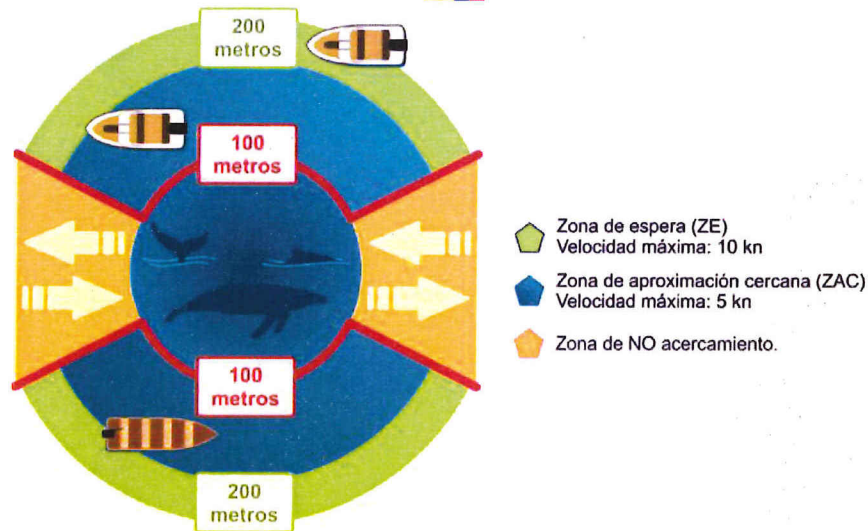 200
metros
100
metros
Zona de espera (ZE)
Velocidad máxima: 10 kn
Zona de aproximación cercana (ZAC)
Velocidad máxima: 5 kn
Zona de NO acercamiento.
100
metros
200
metros